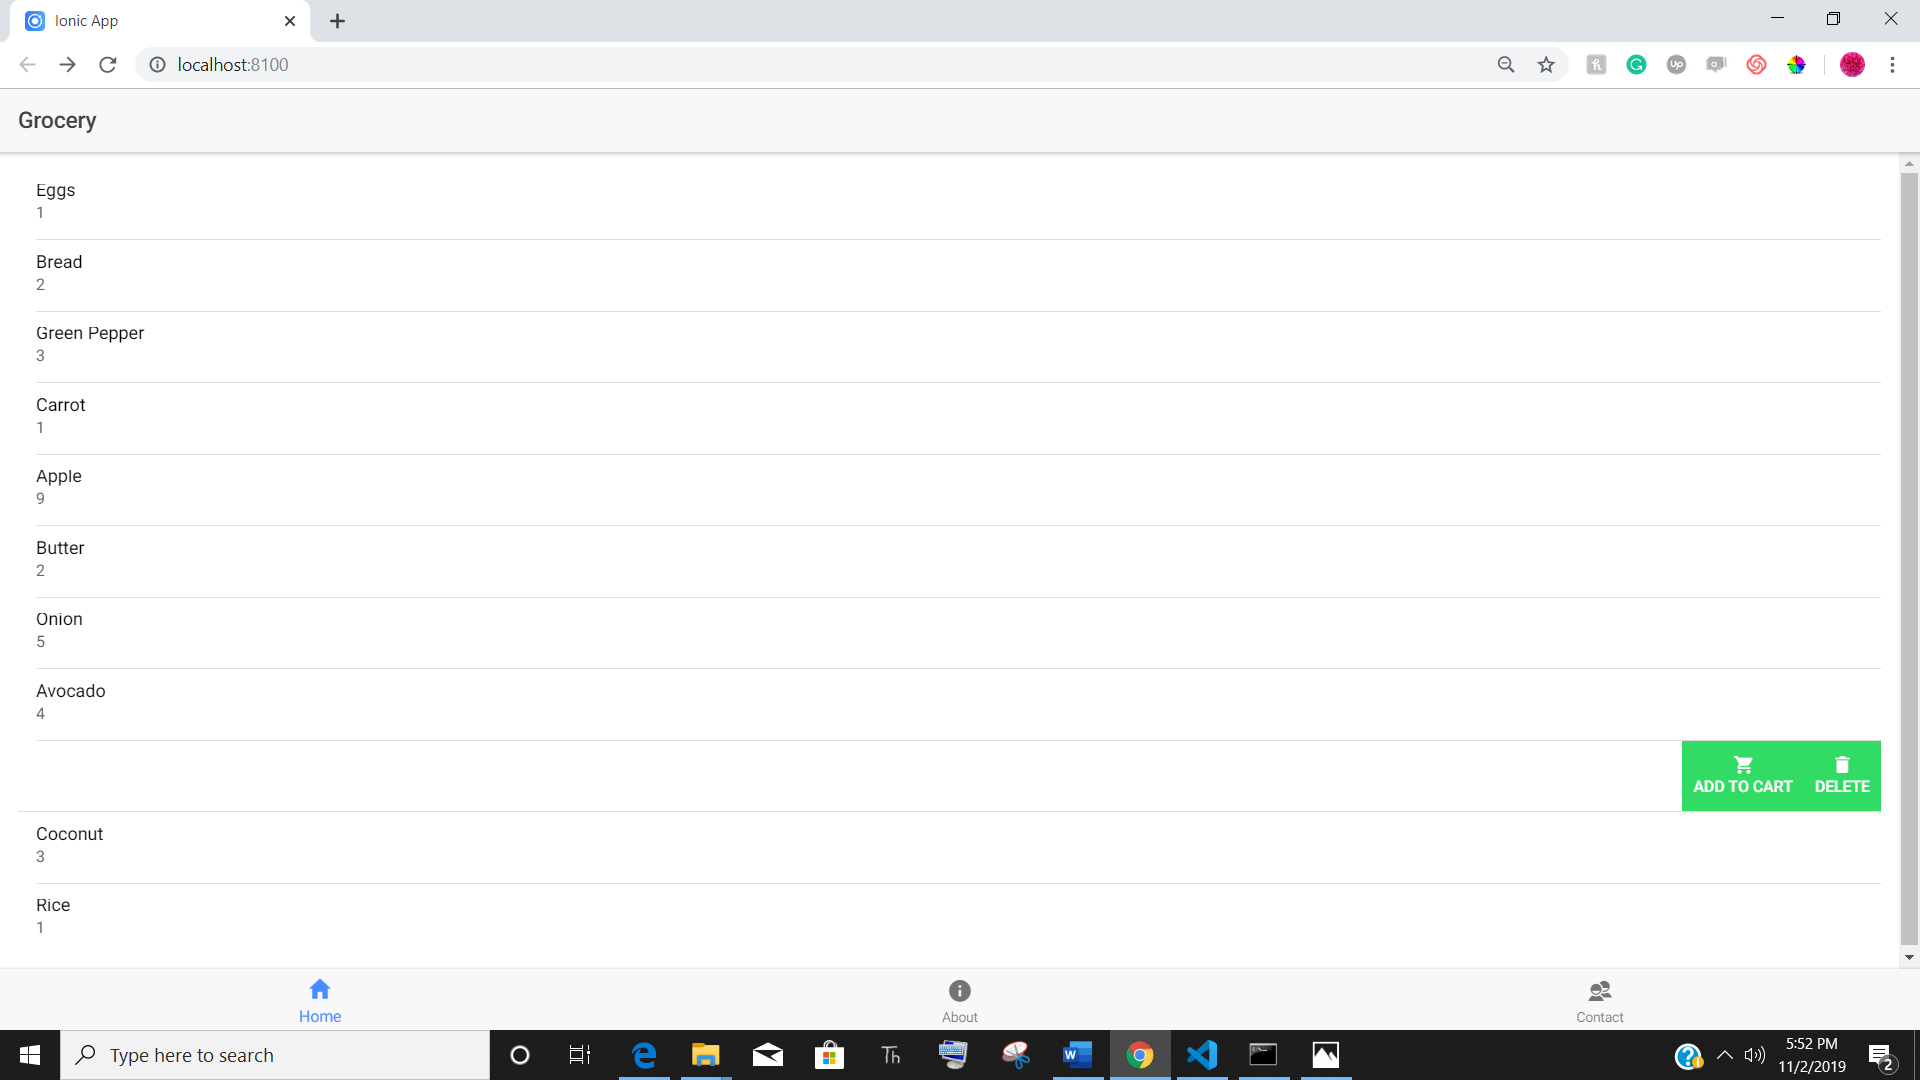 Ionic App
localhost:8100
Grocery
Eggs
1
Bread
2
Green Pepper
3
Carrot
1
Apple
9
Butter
2
Onion
5
Avocado
4
ADD TO CART DELETE
Coconut
3
Rice
1
Home About Contact
Type here to search
Th
5:52 PM
11/2/2019
2